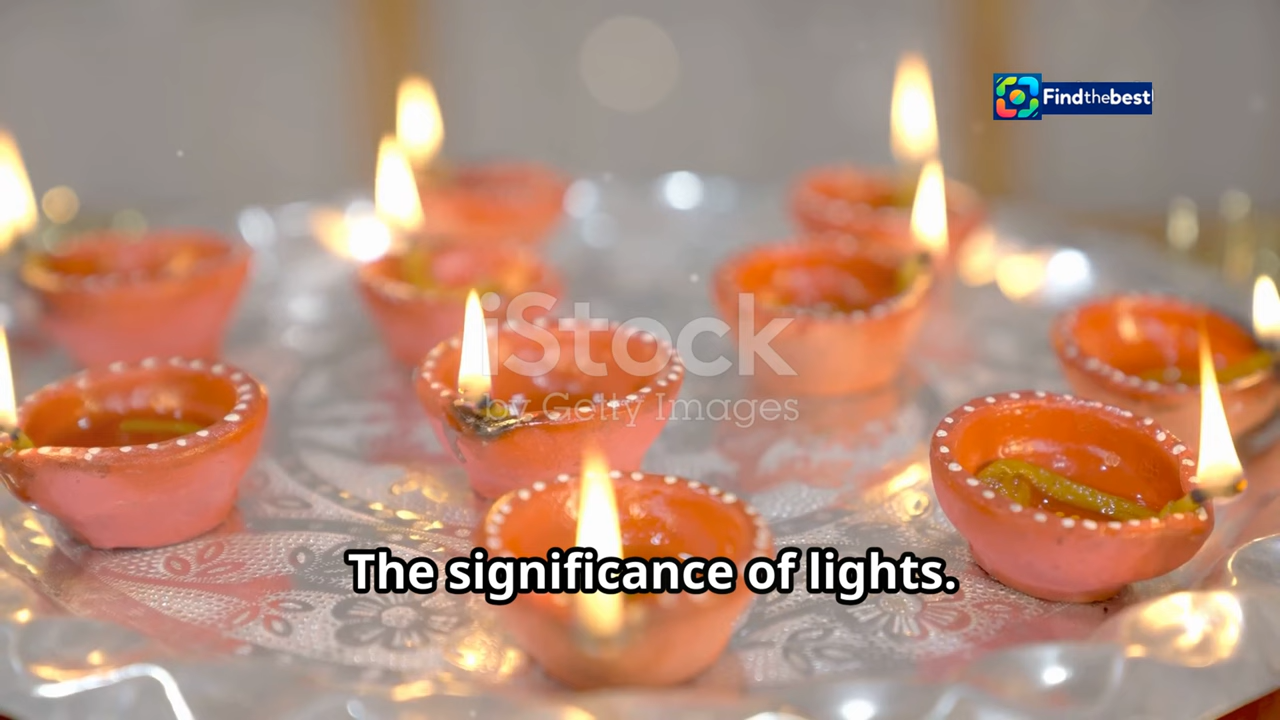 Findthebest
iStock
by Getty Images
The significance of lights.